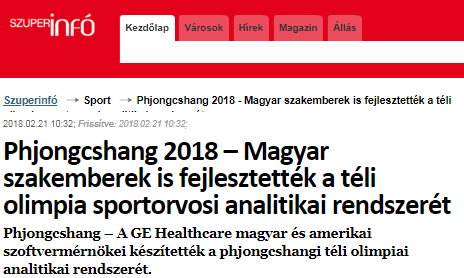 SZUPER infó
Kezdőlap Városok Hírek Magazin Állás
Szuperinfó → Sport → Phjongcshang 2018 - Magyar szakemberek is fejlesztették a téli
2018.02.21 10:32; Frissítve: 2018.02.21 10:32;
Phjongcshang 2018 – Magyar
szakemberek is fejlesztették a téli
olimpia sportorvosi analitikai rendszerét
Phjongcshang – A GE Healthcare magyar és amerikai
szoftvermérnökei készítették a phjongcshangi téli olimpiai
analitikai rendszerét.